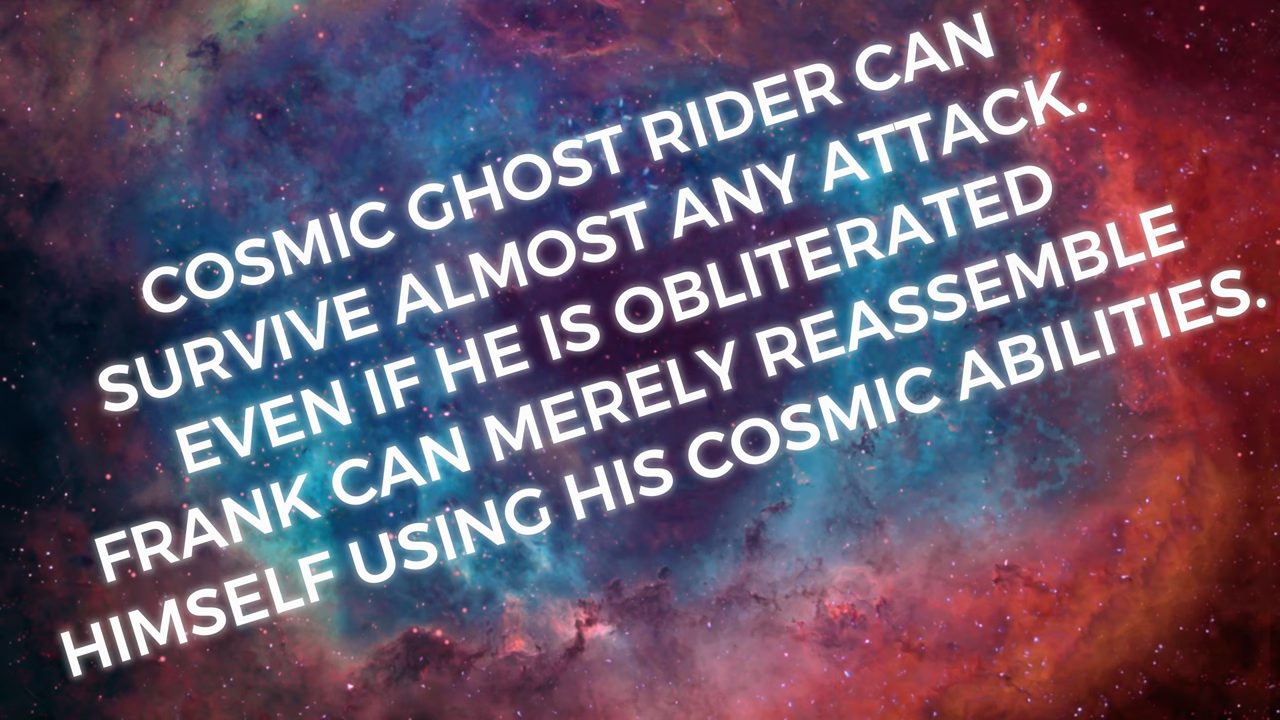 COSMIC GHOST RIDER CAN
SURVIVE ALMOST ANY ATTACK.
EVEN IF HE IS OBLITERATED
FRANK CAN MERELY REASSEMBLE
HIMSELF USING HIS COSMIC ABILITIES.